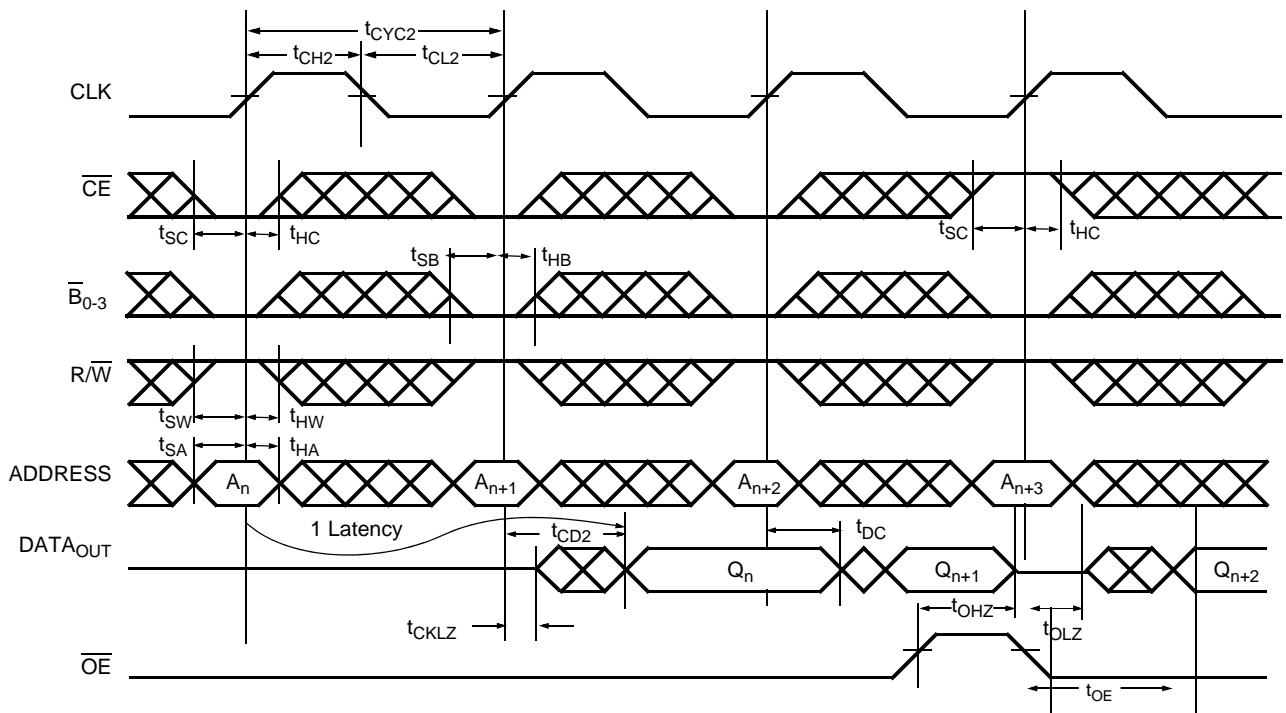 tCYC2
tCH2 tCL2
CLK
CE
tSC tHC tSC tHC
tSB tHB
B0-3
R/W
tSW tHW
tSA tHA
ADDRESS An An+1 An+2 An+3
1 Latency tCD2 tDC
DATAOUT Qn Qn+1 Qn+2
tOHZ
tCKLZ tOLZ
OE
tOE